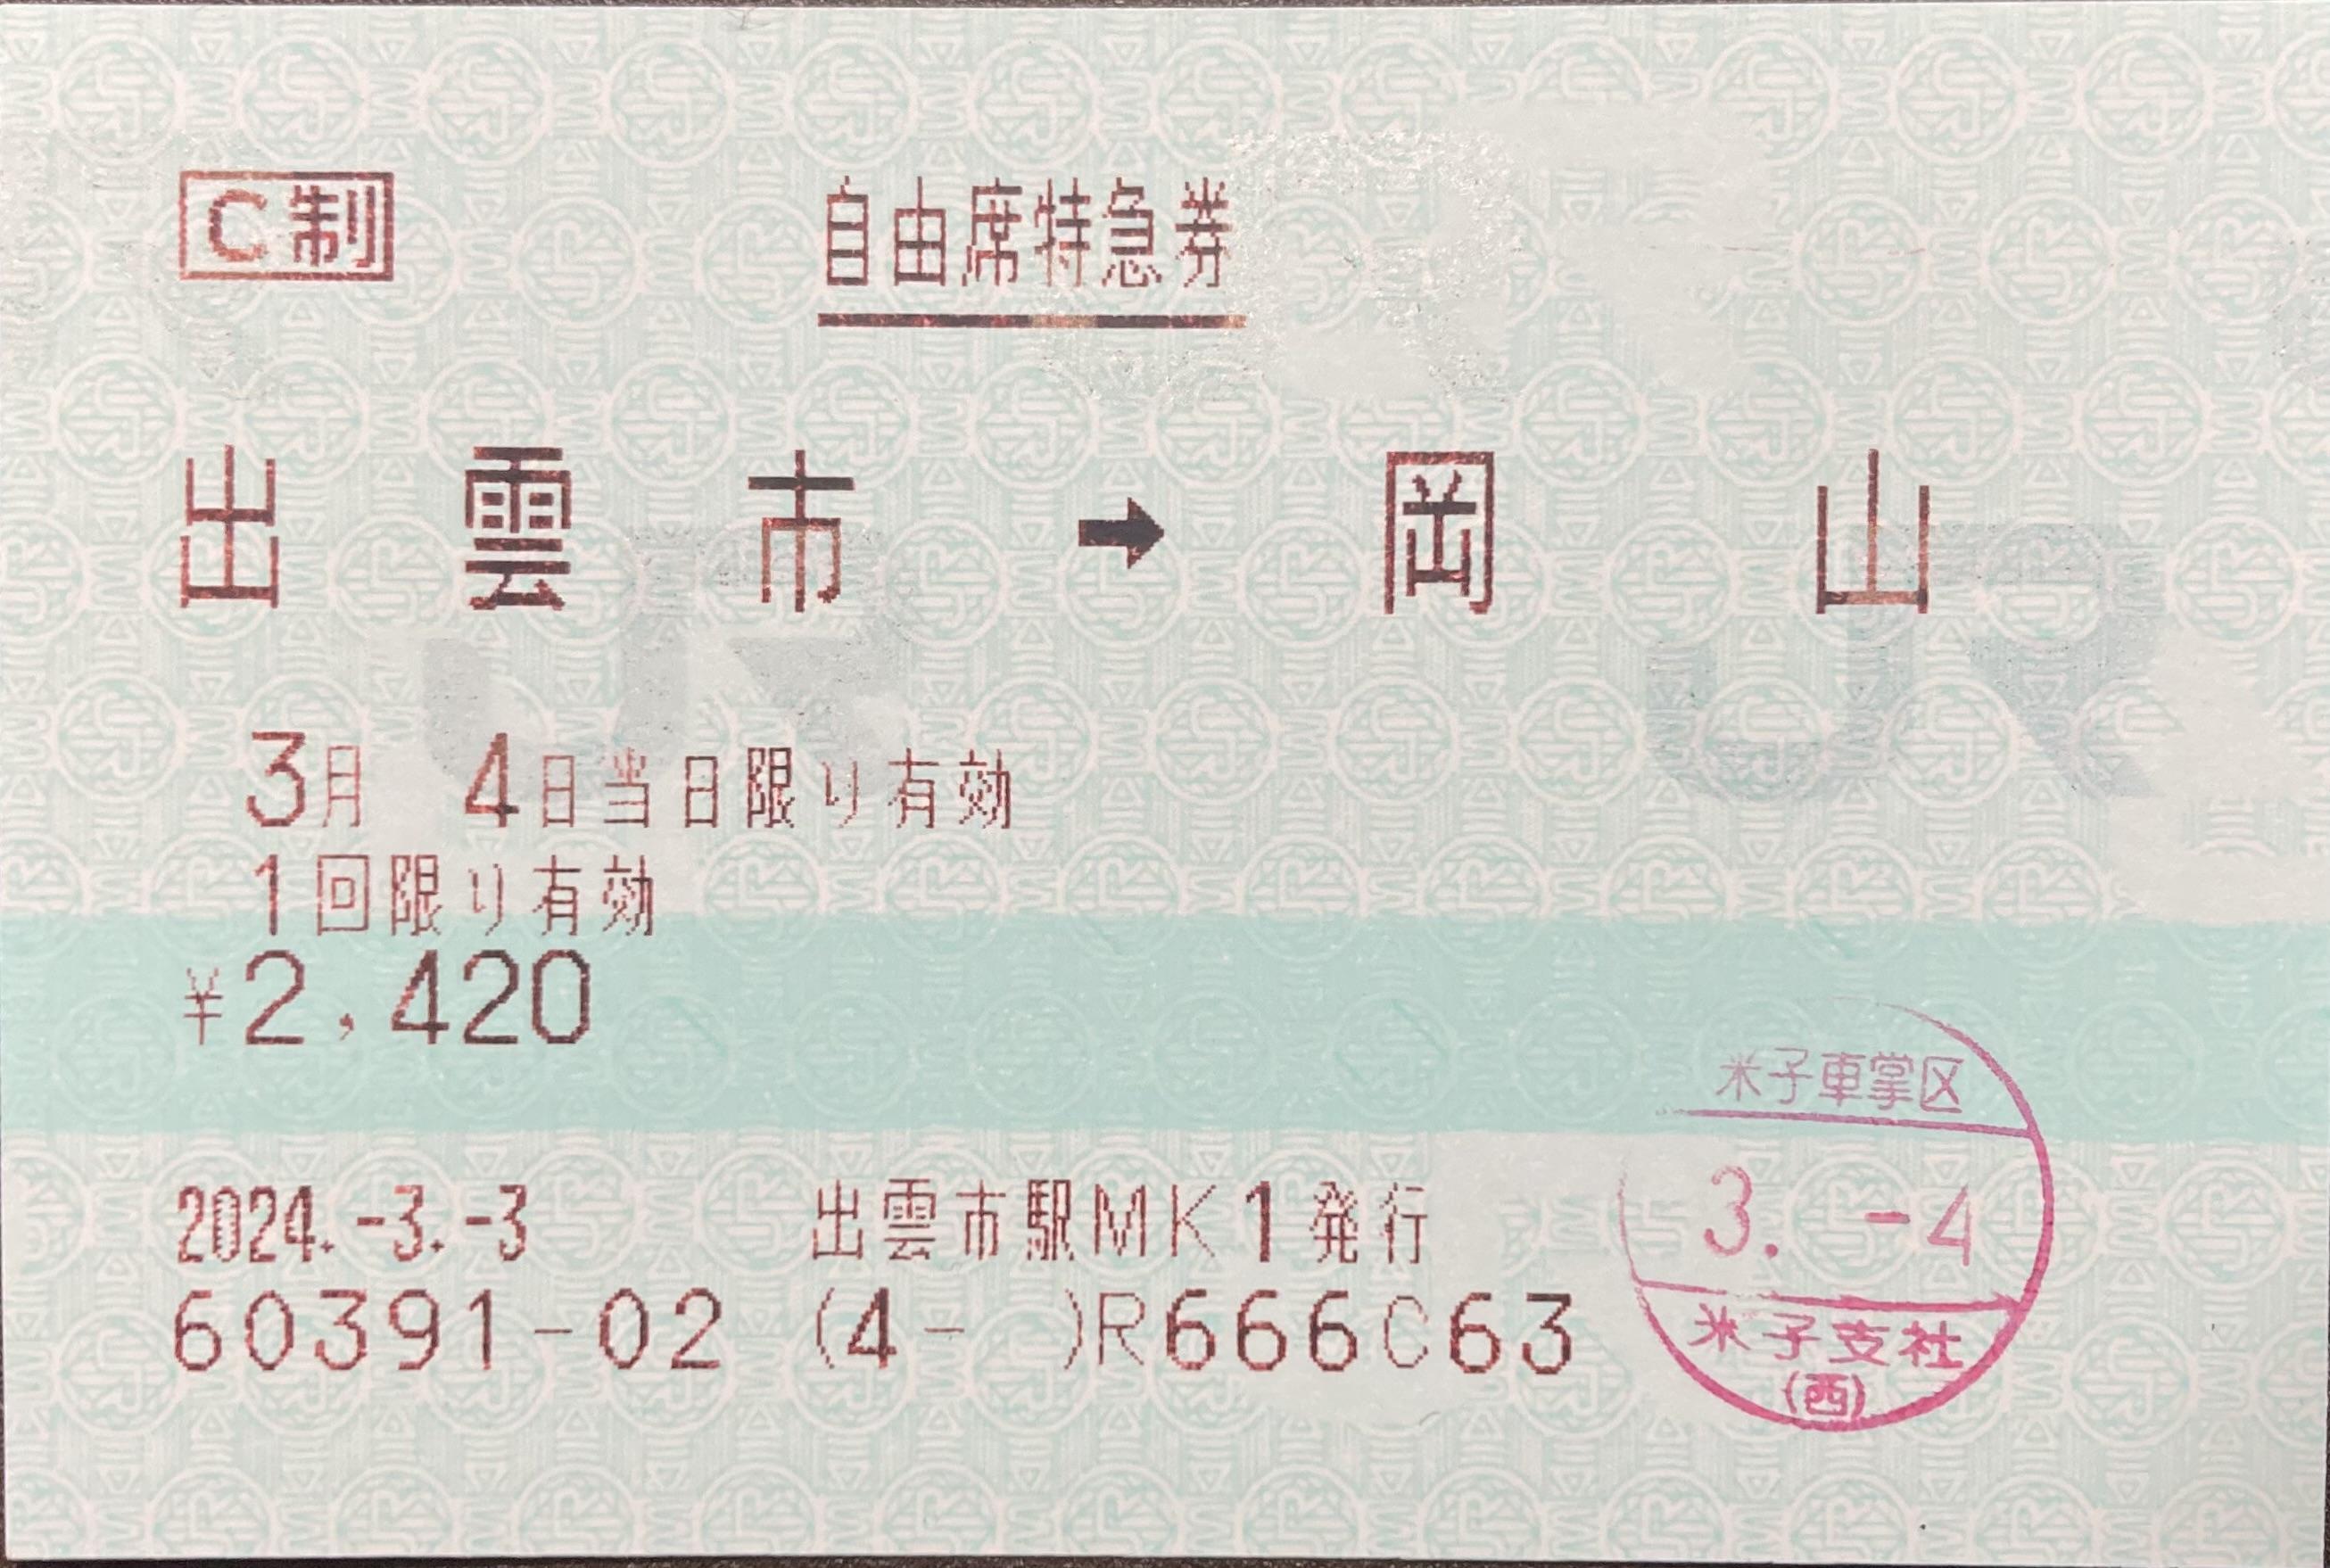 C制 自由席特急券
出雲市➡岡山
3月 4日当日限り有効
1回限り有効
¥2,420
2024.-3.-3 出雲市駅MK1発行
60391-02 (4- )R666C63
米子車掌区
3. -4
米子支社
(西)